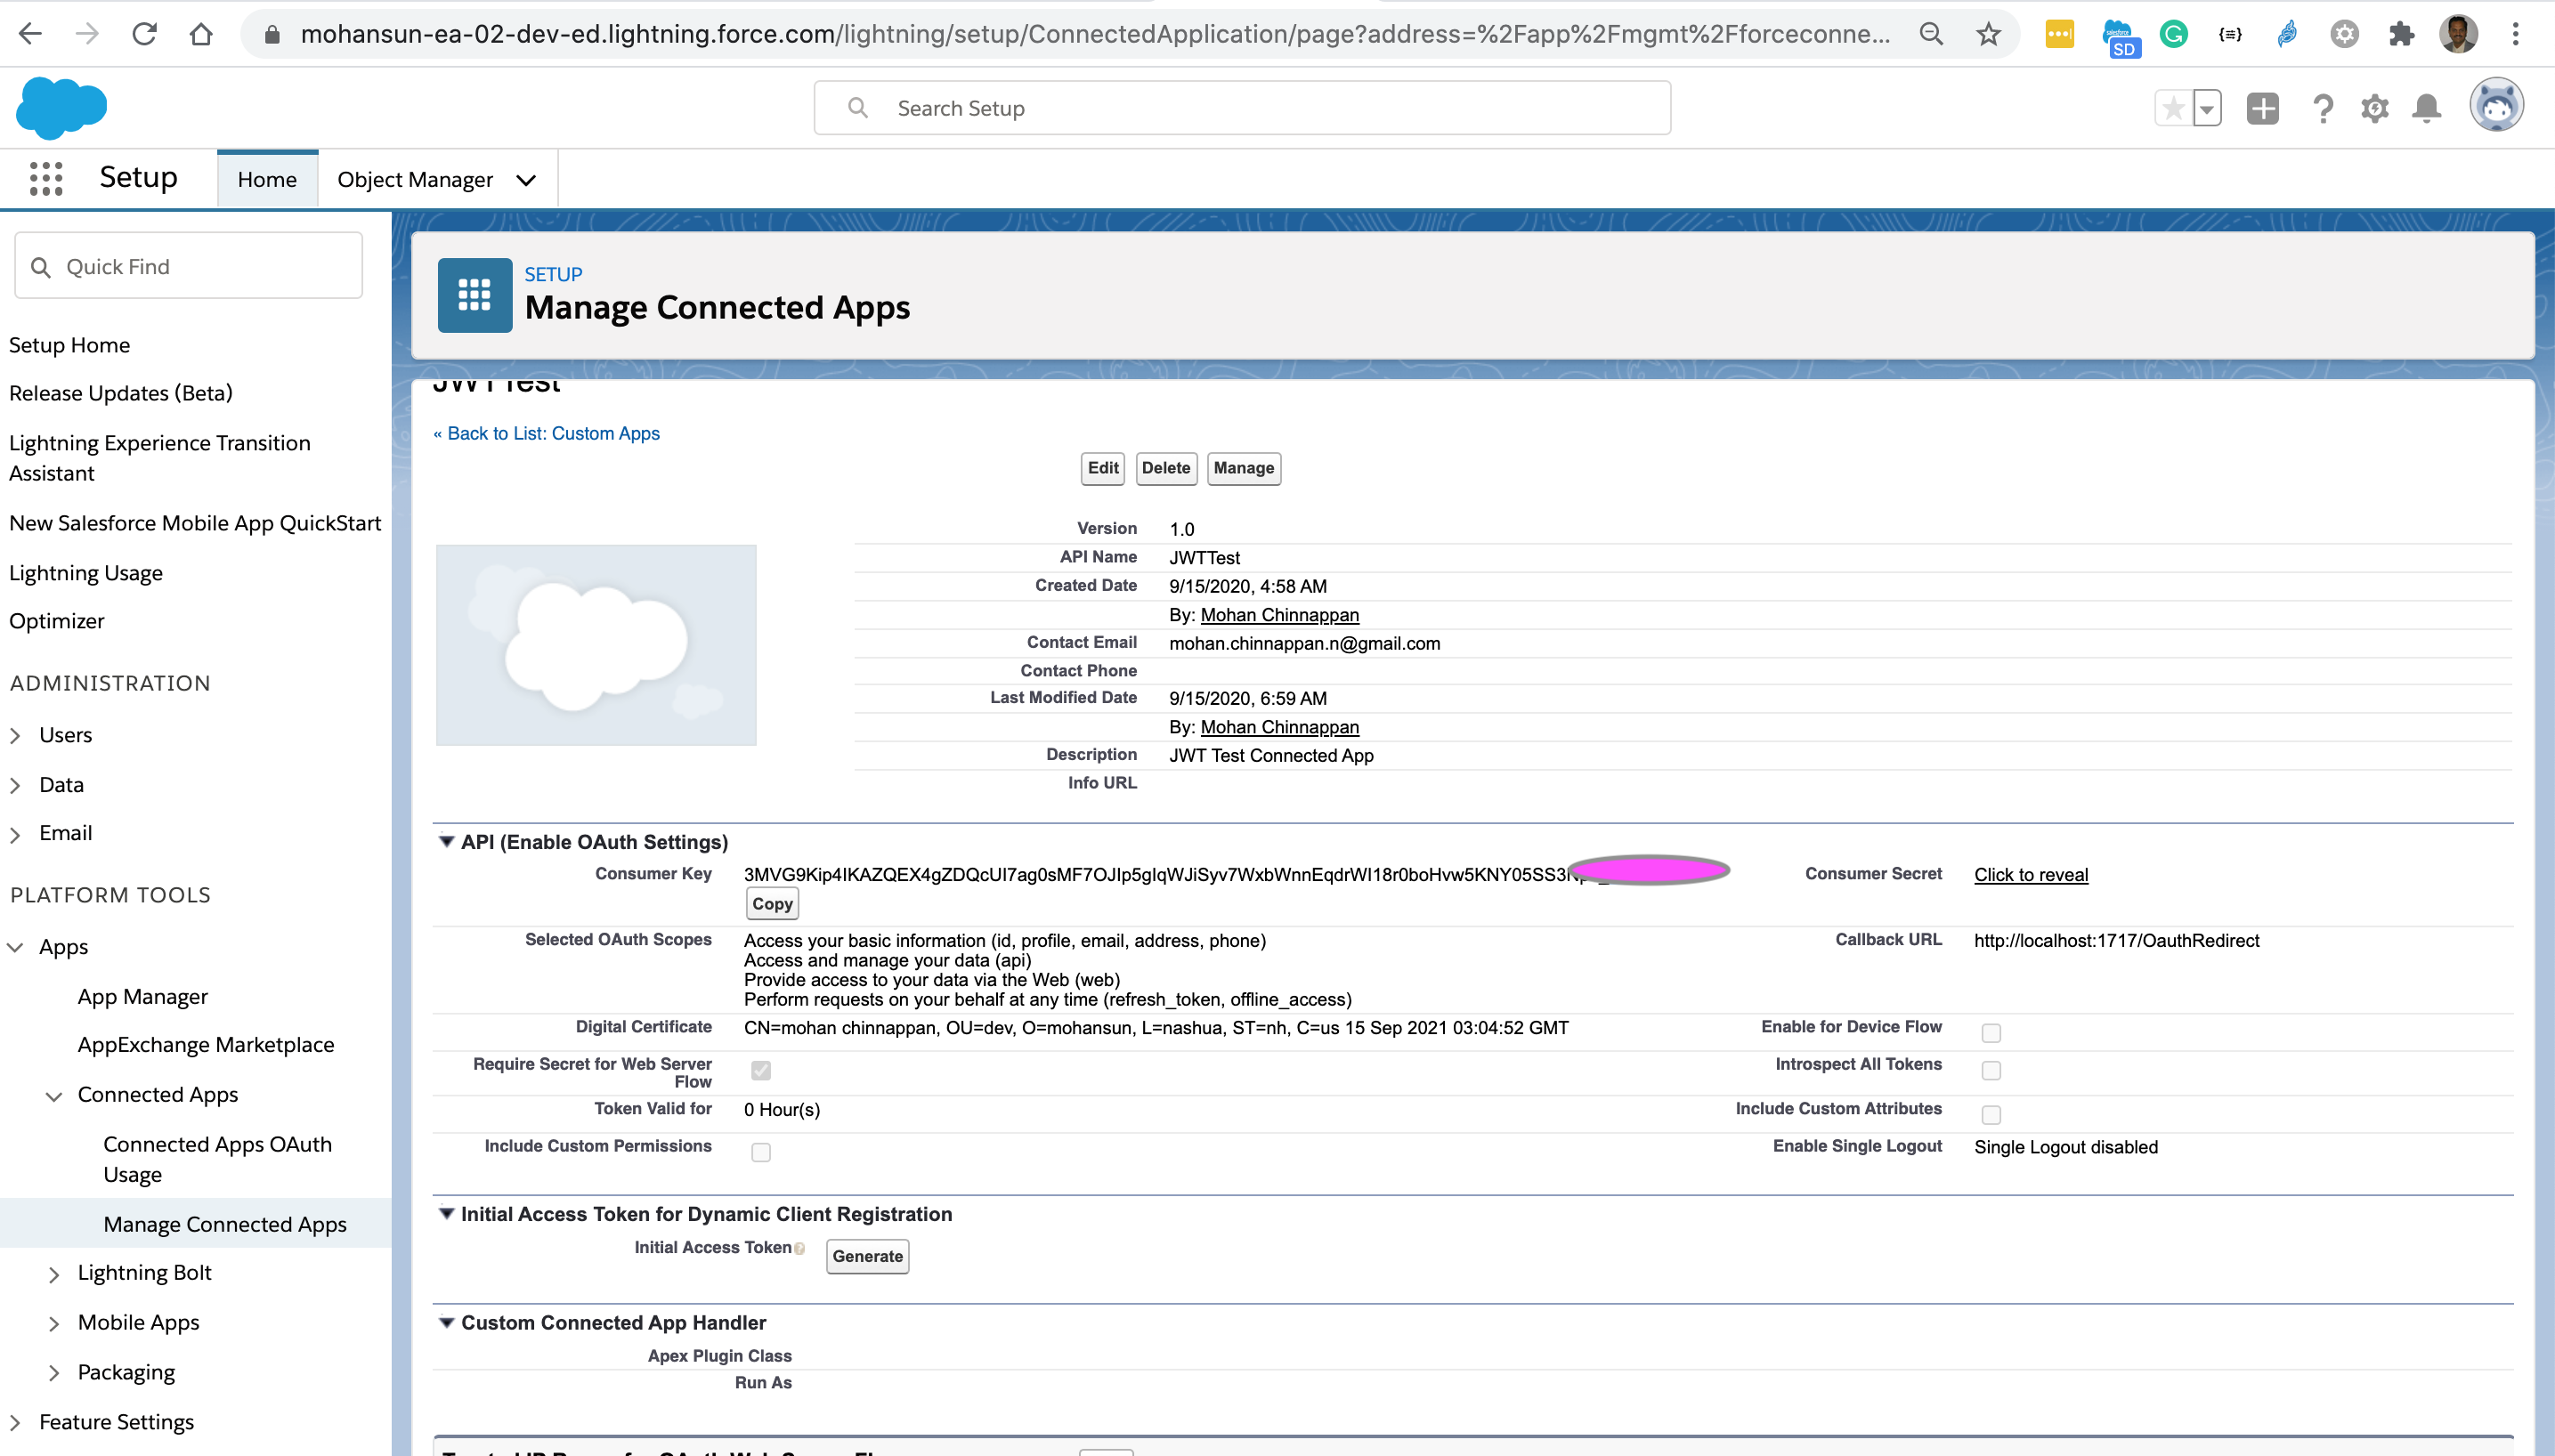 mohansun-ea-02-dev-ed.lightning.force.com/lightning/setup/ConnectedApplication/page?address=%2Fapp%2Fmgmt%2Fforceconne...
SD
Search Setup
Setup
Home
Object Manager
Quick Find
SETUP
Manage Connected Apps
Setup Home
Release Updates (Beta)
Lightning Experience Transition
Assistant
New Salesforce Mobile App QuickStart
Lightning Usage
Optimizer
ADMINISTRATION
Users
Data
Email
PLATFORM TOOLS
Apps
App Manager
AppExchange Marketplace
Connected Apps
Connected Apps OAuth
Usage
Manage Connected Apps
Lightning Bolt
Mobile Apps
Packaging
Feature Settings
JWTTest
« Back to List: Custom Apps
Edit Delete Manage
Version 1.0
API Name JWTTest
Created Date 9/15/2020, 4:58 AM
By: Mohan Chinnappan
Contact Email mohan.chinnappan.n@gmail.com
Contact Phone
Last Modified Date 9/15/2020, 6:59 AM
By: Mohan Chinnappan
Description JWT Test Connected App
Info URL
API (Enable OAuth Settings)
Consumer Key Consumer Secret Click to reveal
Copy
Selected OAuth Scopes Access your basic information (id, profile, email, address, phone) Callback URL http://localhost:1717/OauthRedirect
Access and manage your data (api)
Provide access to your data via the Web (web)
Perform requests on your behalf at any time (refresh_token, offline_access)
Digital Certificate CN=mohan chinnappan, OU=dev, O=mohansun, L=nashua, ST=nh, C=us 15 Sep 2021 03:04:52 GMT Enable for Device Flow
Require Secret for Web Server Introspect All Tokens
Flow
Token Valid for 0 Hour(s) Include Custom Attributes
Include Custom Permissions Enable Single Logout Single Logout disabled
Initial Access Token for Dynamic Client Registration
Initial Access Token Generate
Custom Connected App Handler
Apex Plugin Class
Run As